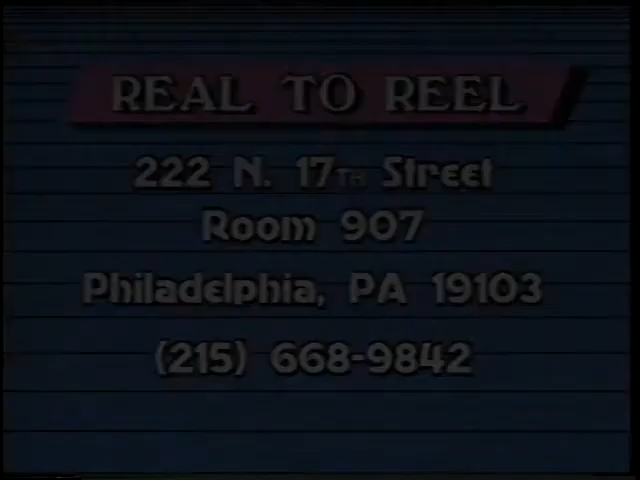 REAL TO REEL
222 N. 17TH Street
Room 907
Philadelphia, PA 19103
(215) 668-9842